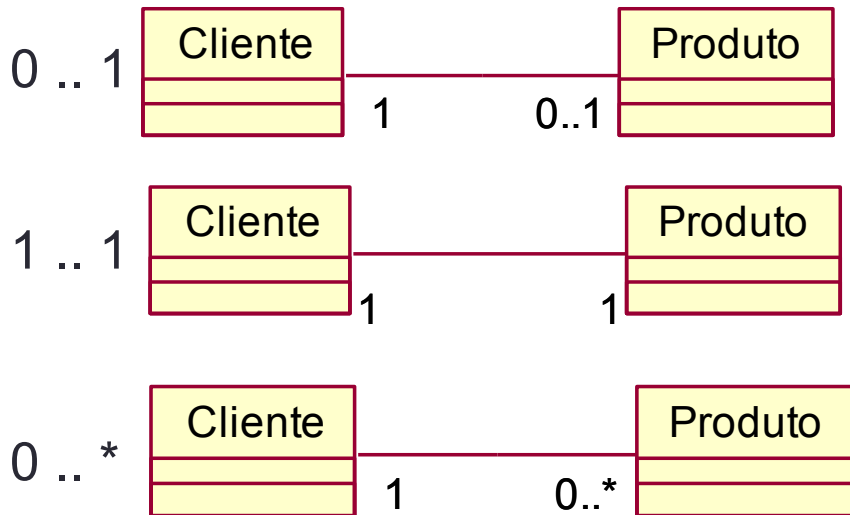 0 .. 1
Cliente
Produto
1
0..1
1 .. 1
Cliente
Produto
1
1
0 .. *
Cliente
Produto
1
0..*